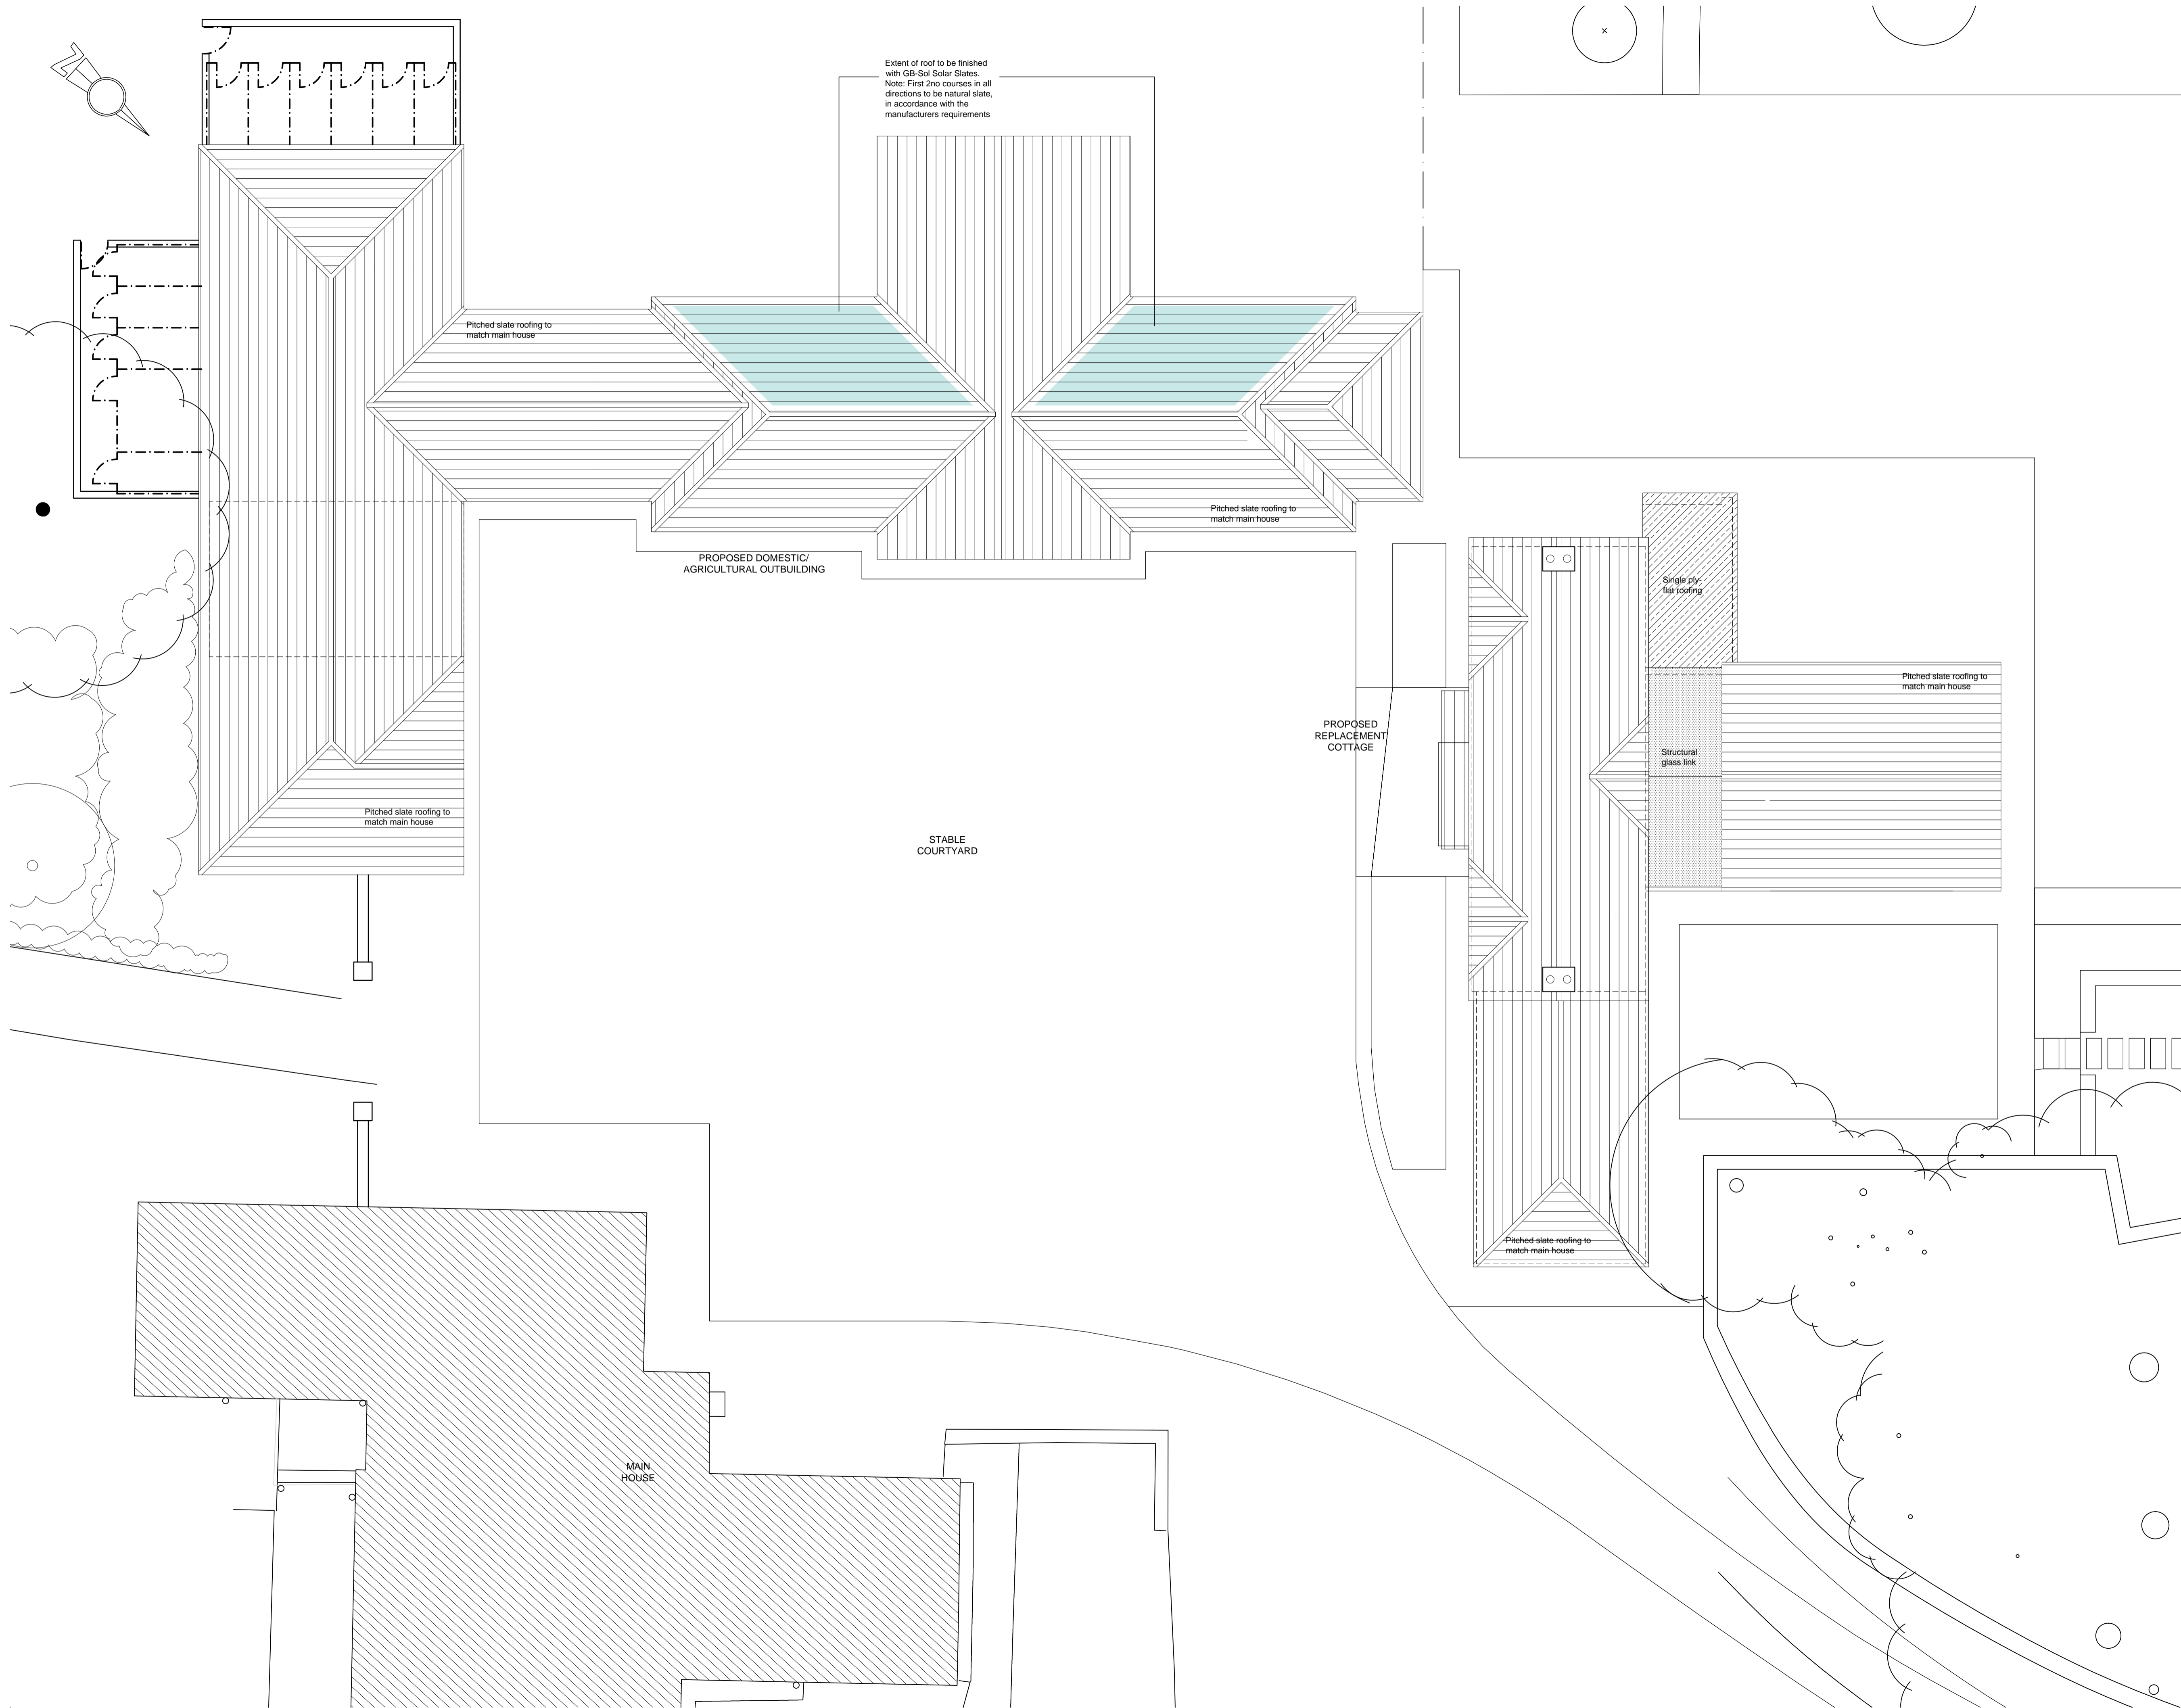 N
Extent of roof to be finished
with GB-Sol Solar Slates.
Note: First 2no courses in all
directions to be natural slate,
in accordance with the
manufacturers requirements
Pitched slate roofing to
match main house
Pitched slate roofing to
match main house
PROPOSED DOMESTIC/
AGRICULTURAL OUTBUILDING
Single ply-
flat roofing
Pitched slate roofing to
match main house
PROPOSED
REPLACEMENT
COTTAGE
Structural
glass link
Pitched slate roofing to
match main house
STABLE
COURTYARD
Pitched slate roofing to
match main house
MAIN
HOUSE